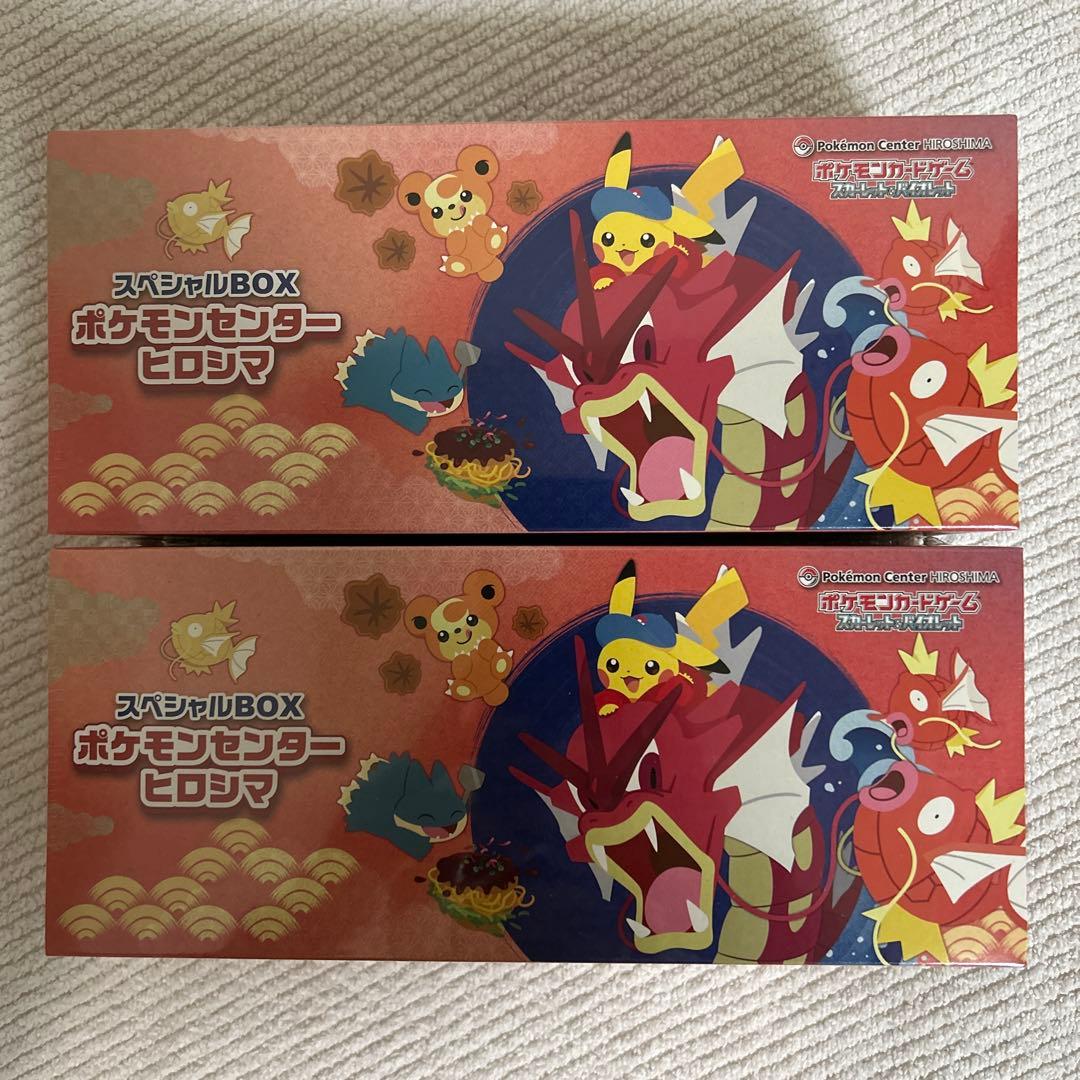 Pokémon Center HIROSHIMA
ポケモンカードゲーム
スカーレット&バイオレット
スペシャルBOX
ポケモンセンター
ヒロシマ
Pokémon Center HIROSHIMA
ポケモンカードゲーム
スカーレット&バイオレット
スペシャルBOX
ポケモンセンター
ヒロシマ